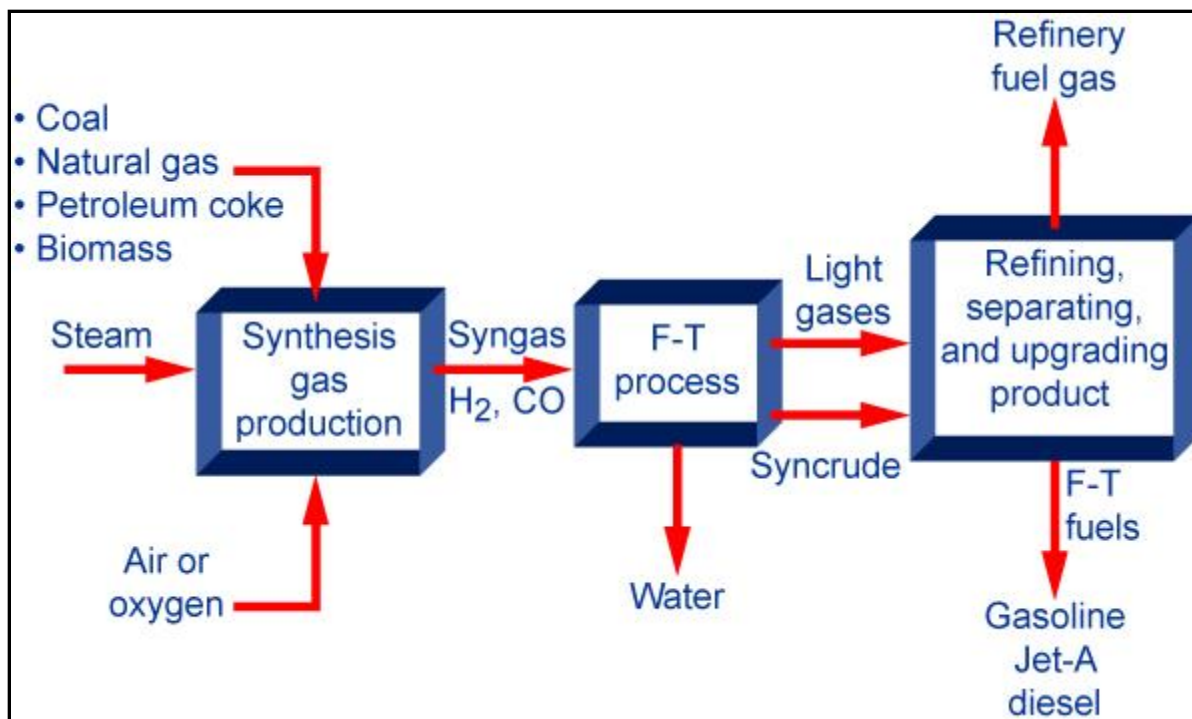 • Coal
• Natural gas
• Petroleum coke
• Biomass
Steam
Air or
oxygen
Synthesis
gas
production
Syngas
H₂, CO
F-T
process
Water
Light
gases
Syncrude
Refinery
fuel gas
Refining,
separating,
and upgrading
product
F-T
fuels
Gasoline
Jet-A
diesel